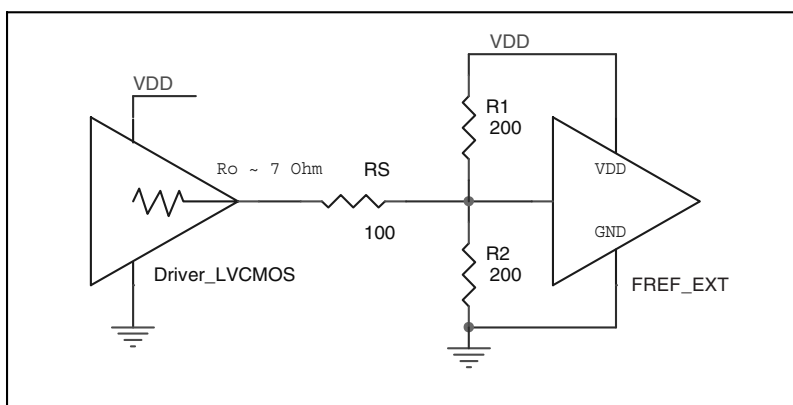 VDD
VDD
R1
200
Ro ~ 7 Ohm
RS
VDD
100
GND
R2
200
Driver_LVCMOS
FREF_EXT